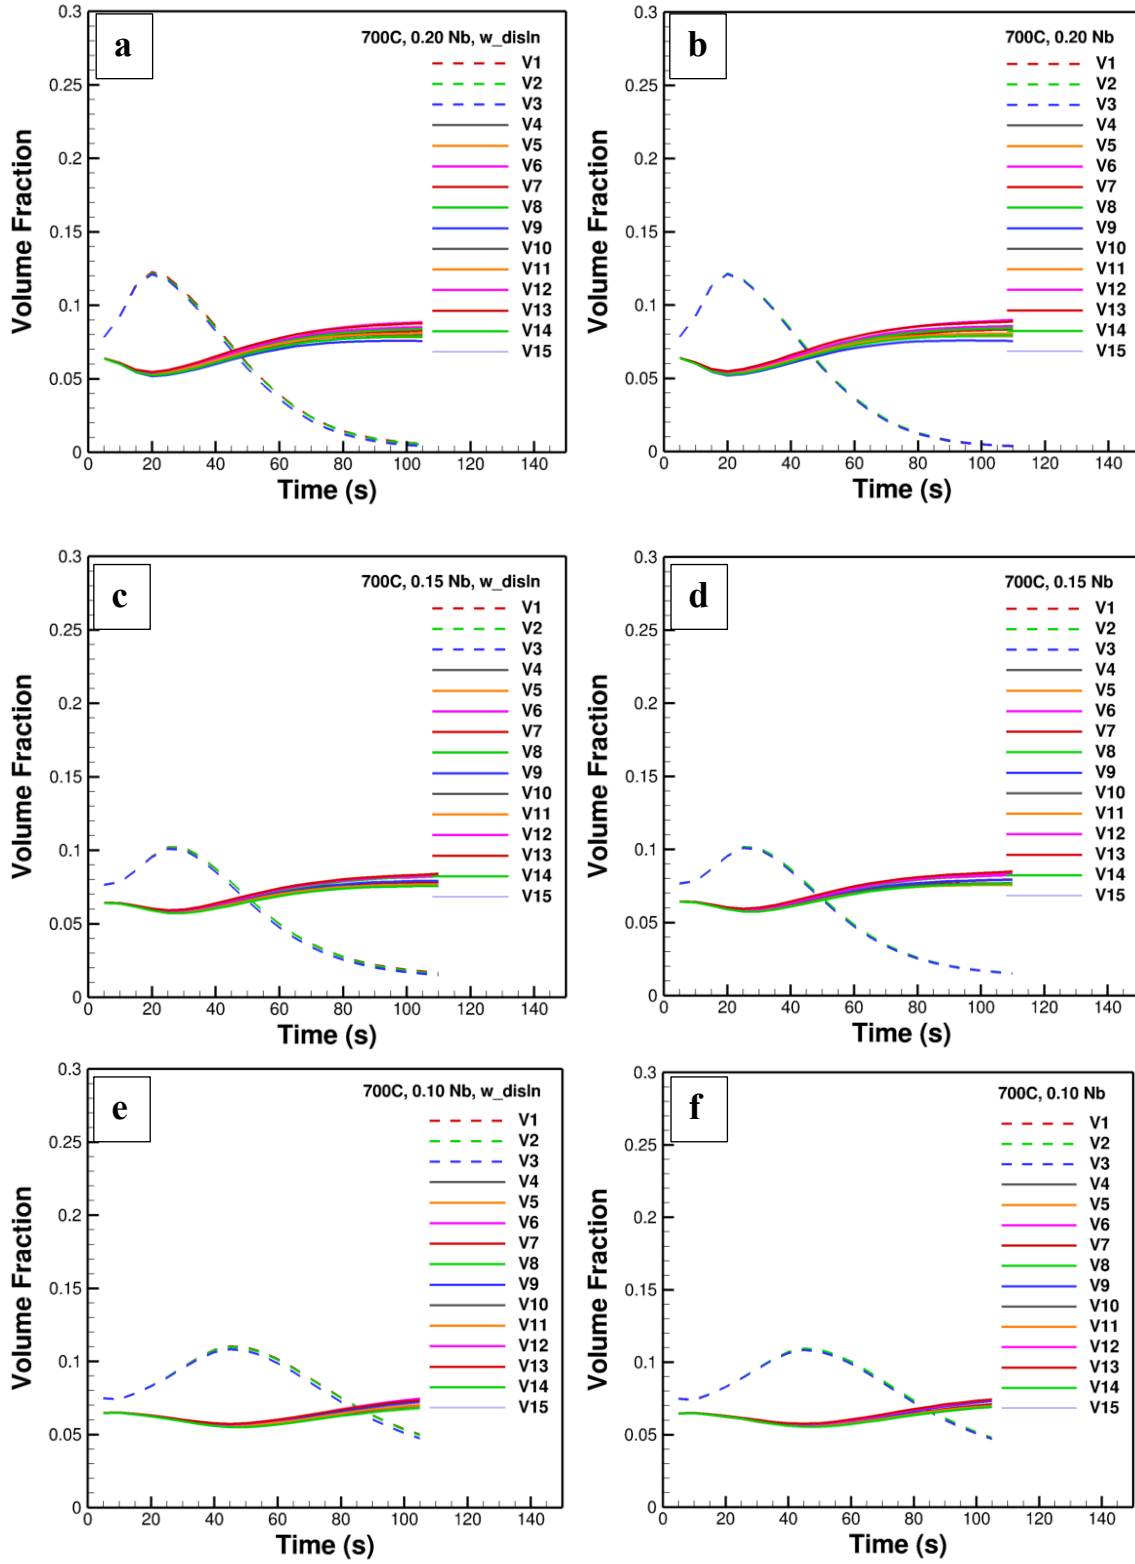 a
700C, 0.20 Nb, w_disln
V1
V2
V3
V4
V5
V6
V7
V8
V9
V10
V11
V12
V13
V14
V15
0.3
0.25
0.2
0.15
0.1
0.05
0
Volume Fraction
0 20 40 60 80 100 120 140
Time (s)
b
700C, 0.20 Nb
V1
V2
V3
V4
V5
V6
V7
V8
V9
V10
V11
V12
V13
V14
V15
0.3
0.25
0.2
0.15
0.1
0.05
0
Volume Fraction
0 20 40 60 80 100 120 140
Time (s)
c
700C, 0.15 Nb, w_disln
V1
V2
V3
V4
V5
V6
V7
V8
V9
V10
V11
V12
V13
V14
V15
0.3
0.25
0.2
0.15
0.1
0.05
0
Volume Fraction
0 20 40 60 80 100 120 140
Time (s)
d
700C, 0.15 Nb
V1
V2
V3
V4
V5
V6
V7
V8
V9
V10
V11
V12
V13
V14
V15
0.3
0.25
0.2
0.15
0.1
0.05
0
Volume Fraction
0 20 40 60 80 100 120 140
Time (s)
e
700C, 0.10 Nb, w_disln
V1
V2
V3
V4
V5
V6
V7
V8
V9
V10
V11
V12
V13
V14
V15
0.3
0.25
0.2
0.15
0.1
0.05
0
Volume Fraction
0 20 40 60 80 100 120 140
Time (s)
f
700C, 0.10 Nb
V1
V2
V3
V4
V5
V6
V7
V8
V9
V10
V11
V12
V13
V14
V15
0.3
0.25
0.2
0.15
0.1
0.05
0
Volume Fraction
0 20 40 60 80 100 120 140
Time (s)